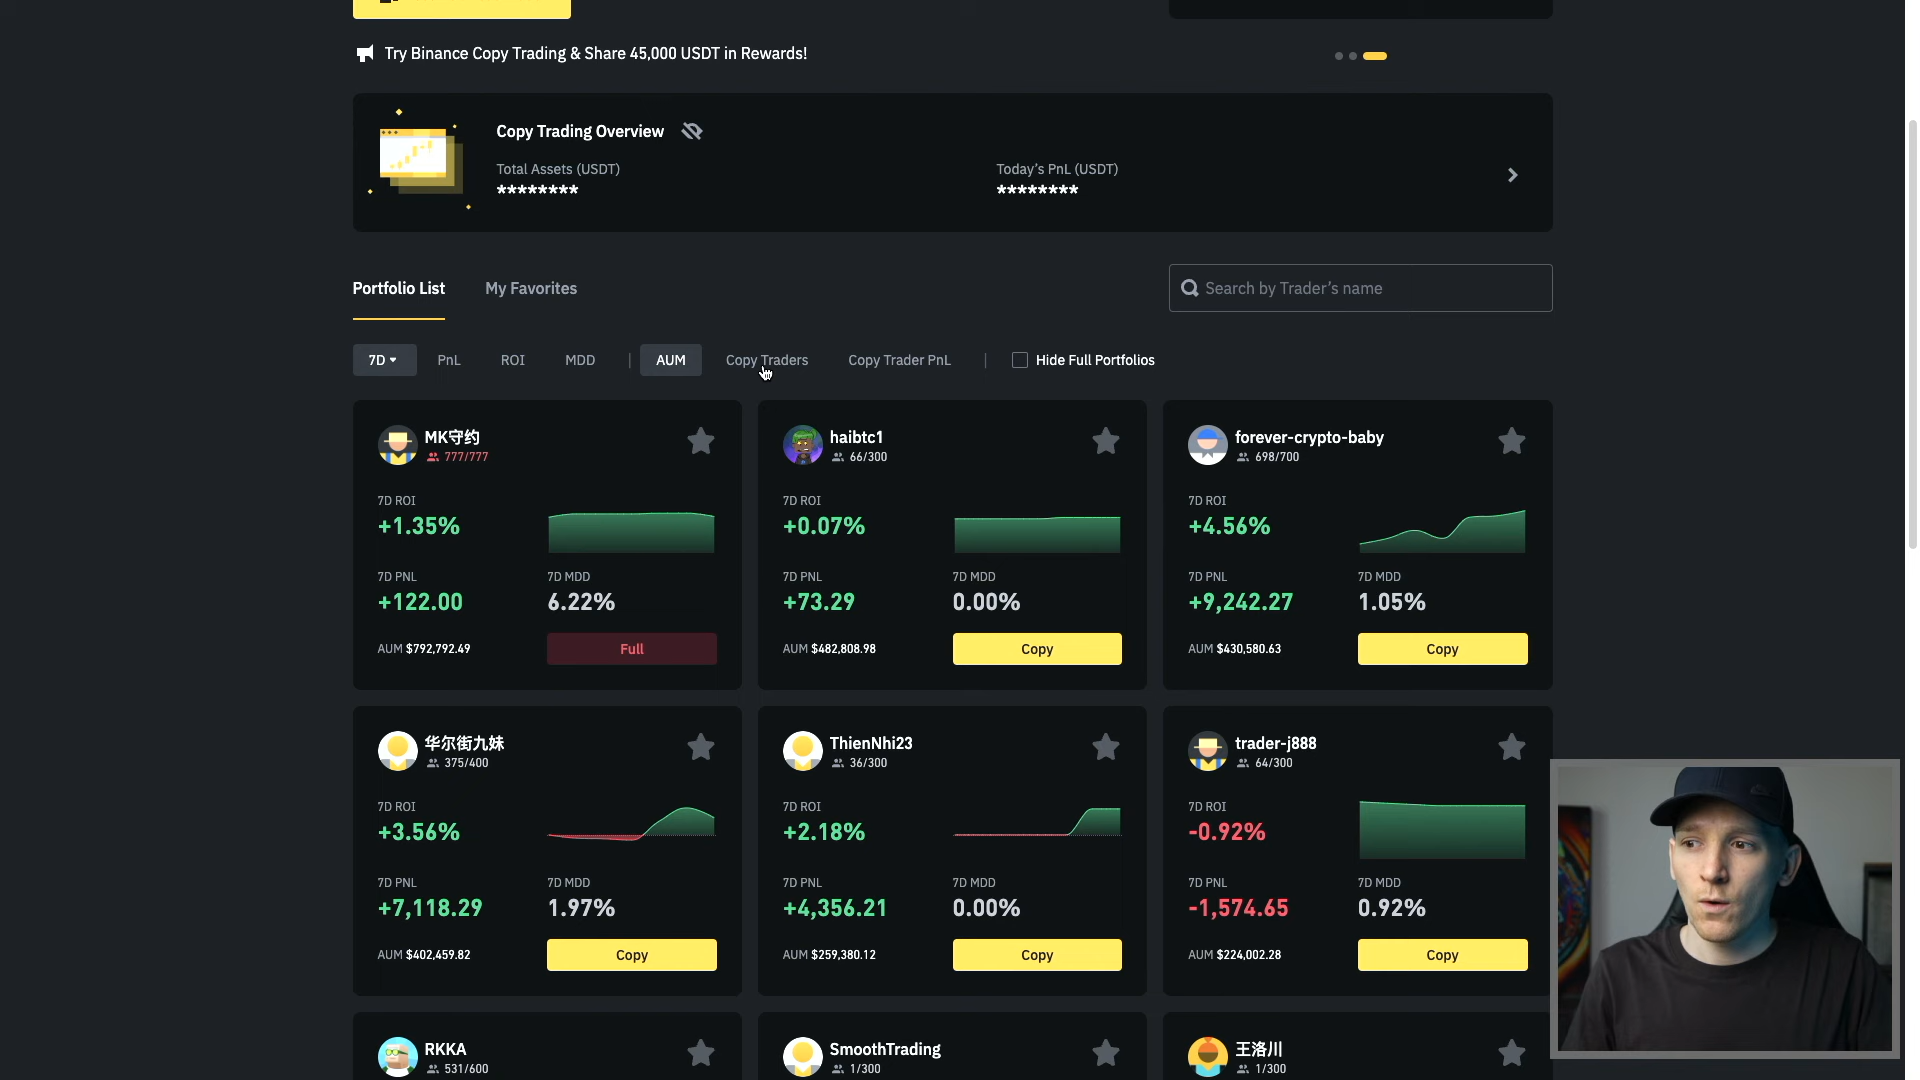 Try Binance Copy Trading & Share 45,000 USDT in Rewards!
Copy Trading Overview
Total Assets (USDT)
********
Today's PnL (USDT)
********
Portfolio List
My Favorites
Search by Trader's name
7D
PnL
ROI
MDD
|
AUM
Copy Traders
Copy Trader PnL
|
Hide Full Portfolios
MK守约
777/777
7D ROI
+1.35%
7D PNL
+122.00
7D MDD
6.22%
AUM $792,792.49
Full
haibtc1
66/300
7D ROI
+0.07%
7D PNL
+73.29
7D MDD
0.00%
AUM $482,808.98
Copy
forever-crypto-baby
698/700
7D ROI
+4.56%
7D PNL
+9,242.27
7D MDD
1.05%
AUM $430,580.63
Copy
华尔街九妹
375/400
7D ROI
+3.56%
7D PNL
+7,118.29
7D MDD
1.97%
AUM $402,459.82
Copy
ThienNhi23
36/300
7D ROI
+2.18%
7D PNL
+4,356.21
7D MDD
0.00%
AUM $259,380.12
Copy
trader-j888
64/300
7D ROI
-0.92%
7D PNL
-1,574.65
7D MDD
0.92%
AUM $224,002.28
Copy
RKKA
531/600
SmoothTrading
1/300
王洛川
1/300